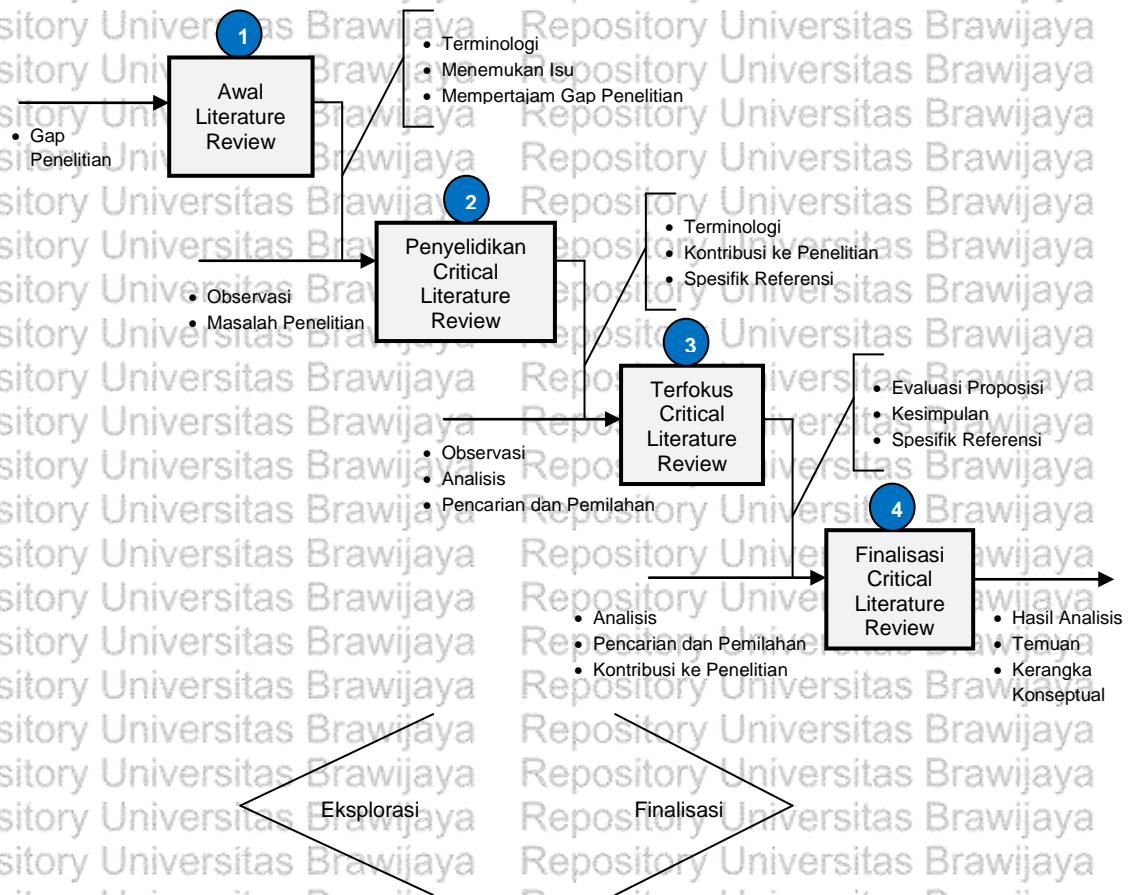 1
Awal
Literature
Review
• Gap
Penelitian
• Terminologi
• Menemukan Isu
• Mempertajam Gap Penelitian
2
Penyelidikan
Critical
Literature
Review
• Observasi
• Masalah Penelitian
• Terminologi
• Kontribusi ke Penelitian
• Spesifik Referensi
3
Terfokus
Critical
Literature
Review
• Observasi
• Analisis
• Pencarian dan Pemilahan
• Evaluasi Proposisi
• Kesimpulan
• Spesifik Referensi
4
Finalisasi
Critical
Literature
Review
• Analisis
• Pencarian dan Pemilahan
• Kontribusi ke Penelitian
• Hasil Analisis
• Temuan
• Kerangka
Konseptual
Eksplorasi
Finalisasi
Repository Universitas Brawijaya